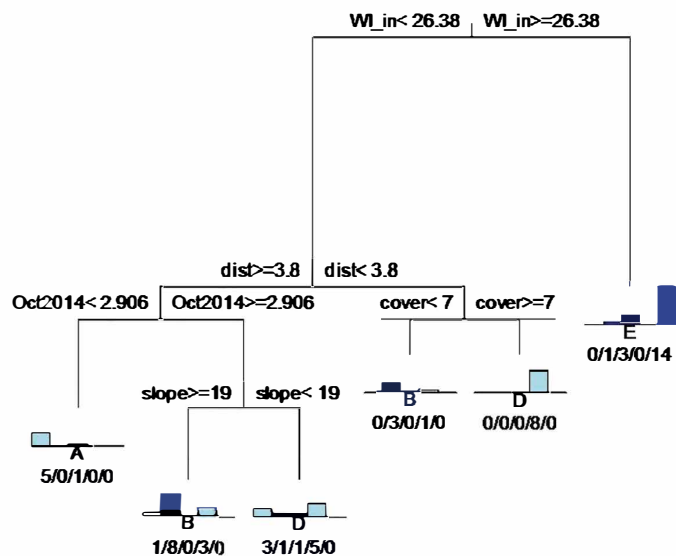 WI_in< 26.38 WI_in>=26.38
dist>=3.8 dist< 3.8
Oct2014< 2.906 Oct2014>=2.906 cover< 7 cover>=7
E
0/1/3/0/14
slope>=19 slope< 19
B D
0/3/0/1/0 0/0/0/8/0
A
5/0/1/0/0
B D
1/8/0/3/0 3/1/1/5/0